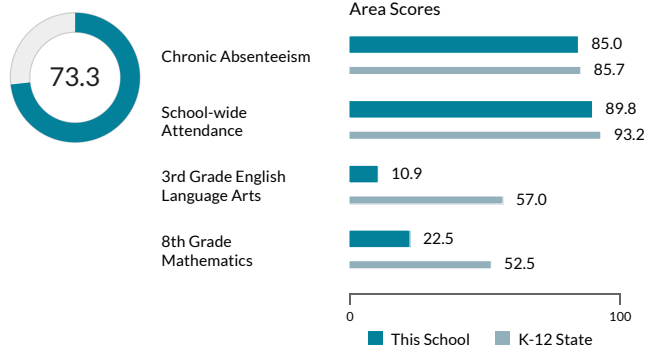 Area Scores
73.3
Chronic Absenteeism
85.0
85.7
School-wide
Attendance
89.8
93.2
3rd Grade English
Language Arts
10.9
57.0
8th Grade
Mathematics
22.5
52.5
0
100
This School
K-12 State